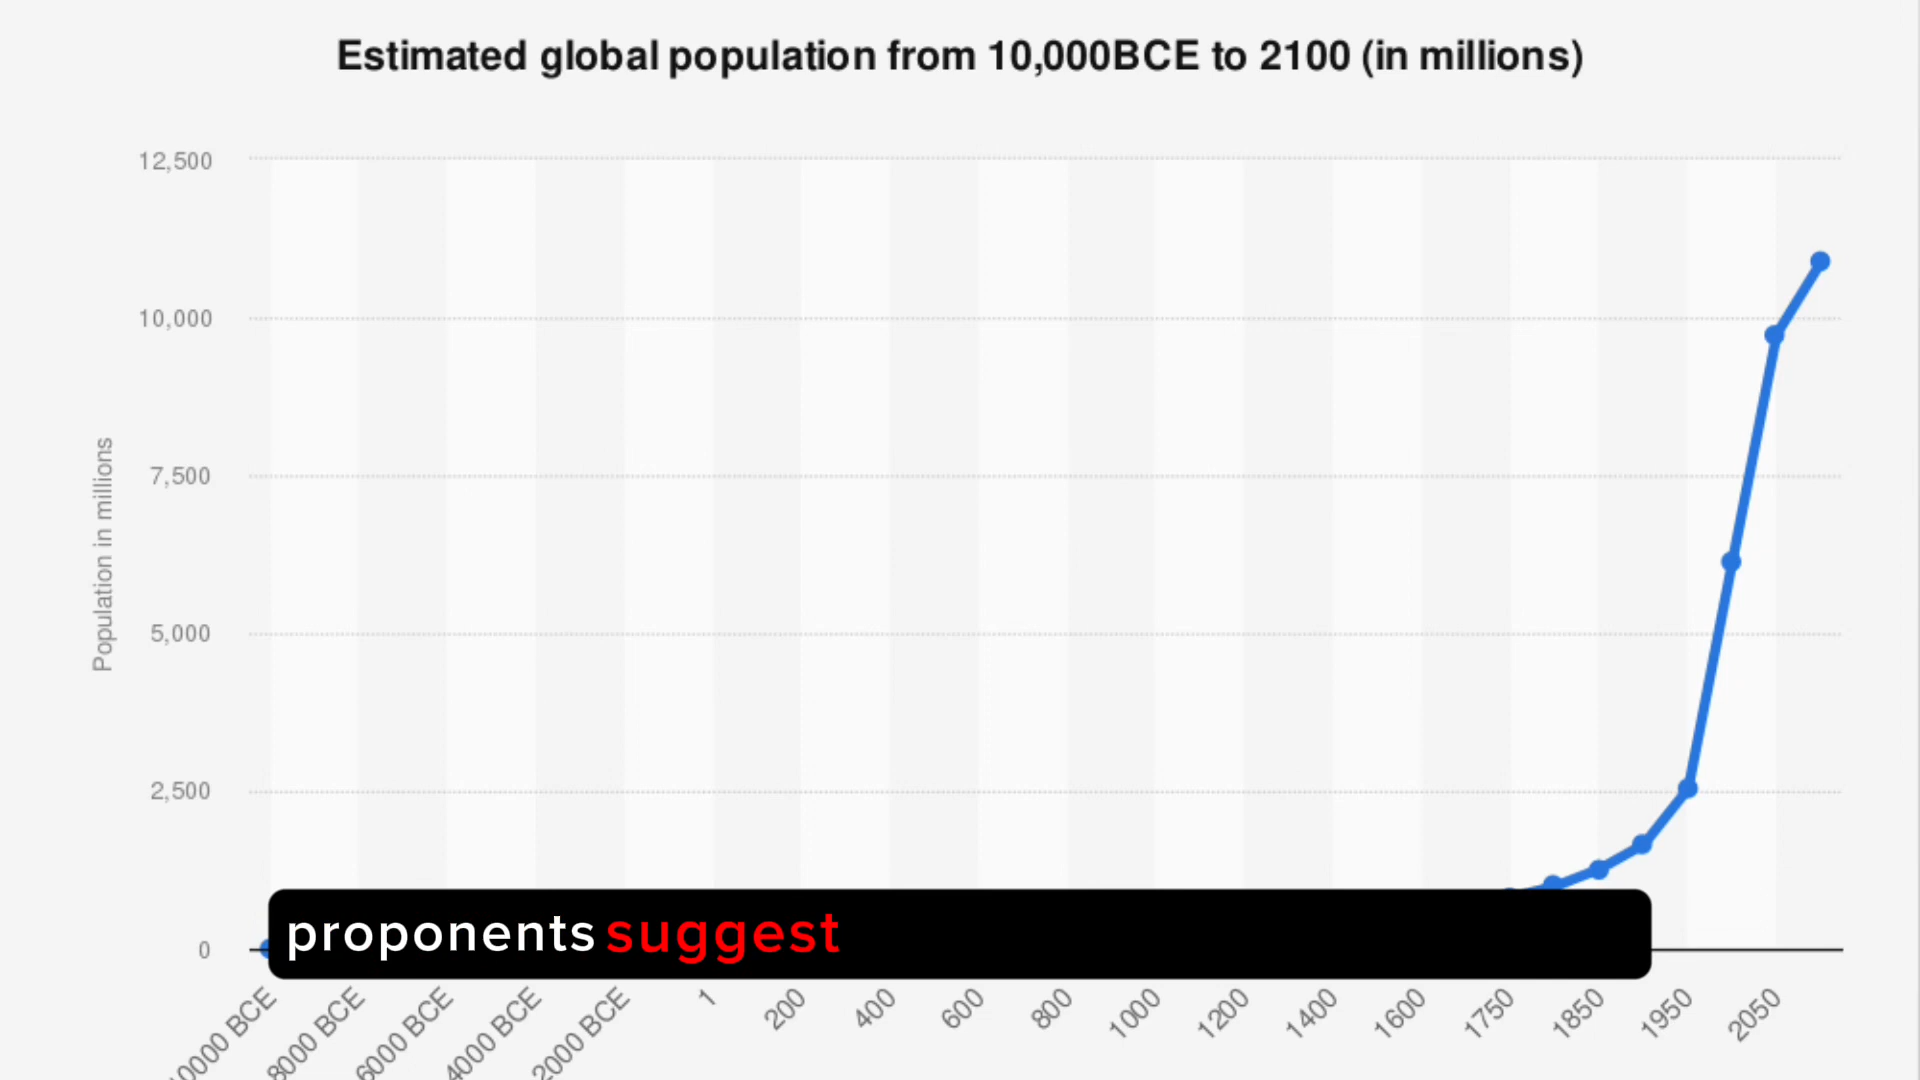 Estimated global population from 10,000BCE to 2100 (in millions)
12,500
10,000
7,500
5,000
2,500
0
Population in millions
proponents suggest
10000 BCE
8000 BCE
6000 BCE
4000 BCE
2000 BCE
1
200
400
600
800
1000
1200
1400
1600
1750
1850
1950
2050